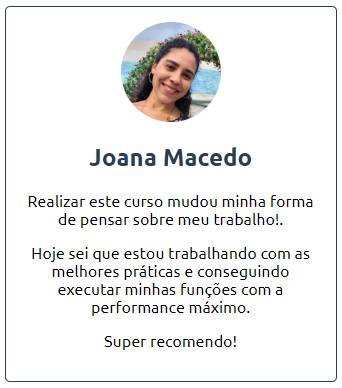 Joana Macedo
Realizar este curso mudou minha forma
de pensar sobre meu trabalho!.
Hoje sei que estou trabalhando com as
melhores práticas e conseguindo
executar minhas funções com a
performance máximo.
Super recomendo!